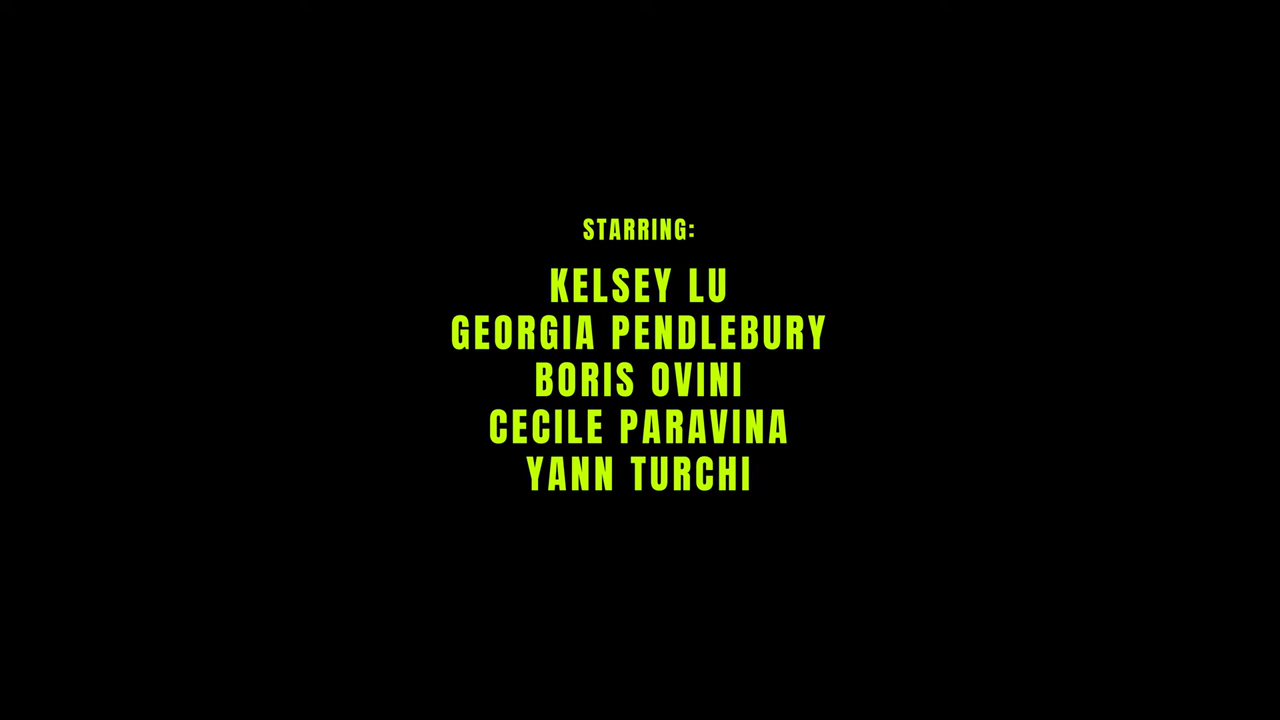 STARRING:
KELSEY LU
GEORGIA PENDLEBURY
BORIS OVINI
CECILE PARAVINA
YANN TURCHI